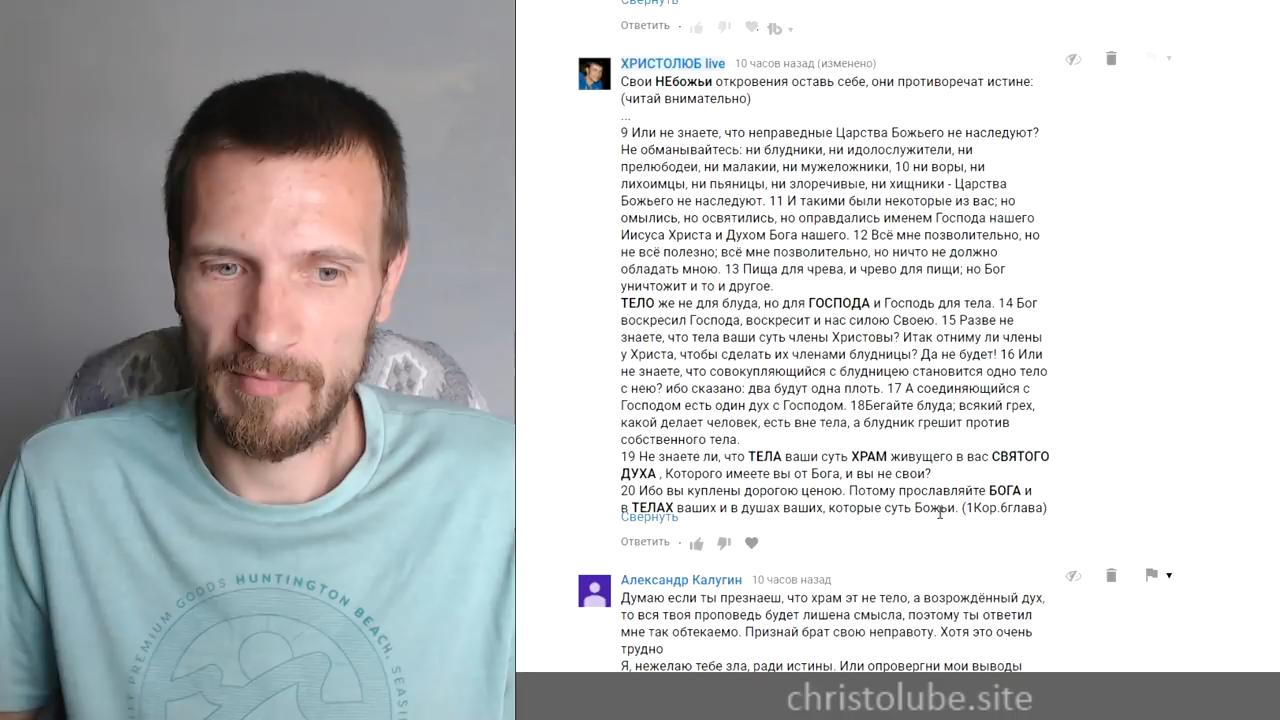 Свернуть
Ответить
ХРИСТОЛЮБ live 10 часов назад (изменено)
Свои НЕбожьи откровения оставь себе, они противоречат истине:
(читай внимательно)
...
9 Или не знаете, что неправедные Царства Божьего не наследуют?
Не обманывайтесь: ни блудники, ни идолослужители, ни
прелюбодеи, ни малакии, ни мужеложники, 10 ни воры, ни
лихоимцы, ни пьяницы, ни злоречивые, ни хищники - Царства
Божьего не наследуют. 11 И такими были некоторые из вас; но
омылись, но освятились, но оправдались именем Господа нашего
Иисуса Христа и Духом Бога нашего. 12 Всё мне позволительно, но
не всё полезно; всё мне позволительно, но ничто не должно
обладать мною. 13 Пища для чрева, и чрево для пищи; но Бог
уничтожит и то и другое.
ТЕЛО же не для блуда, но для ГОСПОДА и Господь для тела. 14 Бог
воскресил Господа, воскресит и нас силою Своею. 15 Разве не
знаете, что тела ваши суть члены Христовы? Итак отниму ли члены
у Христа, чтобы сделать их членами блудницы? Да не будет! 16 Или
не знаете, что совокупляющийся с блудницею становится одно тело
с нею? ибо сказано: два будут одна плоть. 17 А соединяющийся с
Господом есть один дух с Господом. 18Бегайте блуда; всякий грех,
какой делает человек, есть вне тела, а блудник грешит против
собственного тела.
19 Не знаете ли, что ТЕЛА ваши суть ХРАМ живущего в вас СВЯТОГО
ДУХА , Которого имеете вы от Бога, и вы не свои?
20 Ибо вы куплены дорогою ценою. Потому прославляйте БОГА и
в ТЕЛАХ ваших и в душах ваших, которые суть Божьи. (1Кор.6глава)
Свернуть
Ответить
Александр Калугин 10 часов назад
Думаю если ты презнаеш, что храм эт не тело, а возрождённый дух,
то вся твоя проповедь будет лишена смысла, поэтому ты ответил
мне так обтекаемо. Признай брат свою неправоту. Хотя это очень
трудно
Я, нежелаю тебе зла, ради истины. Или опровергни мои выводы
christolube.site
PREMIUM GOODS HUNTINGTON BEACH,